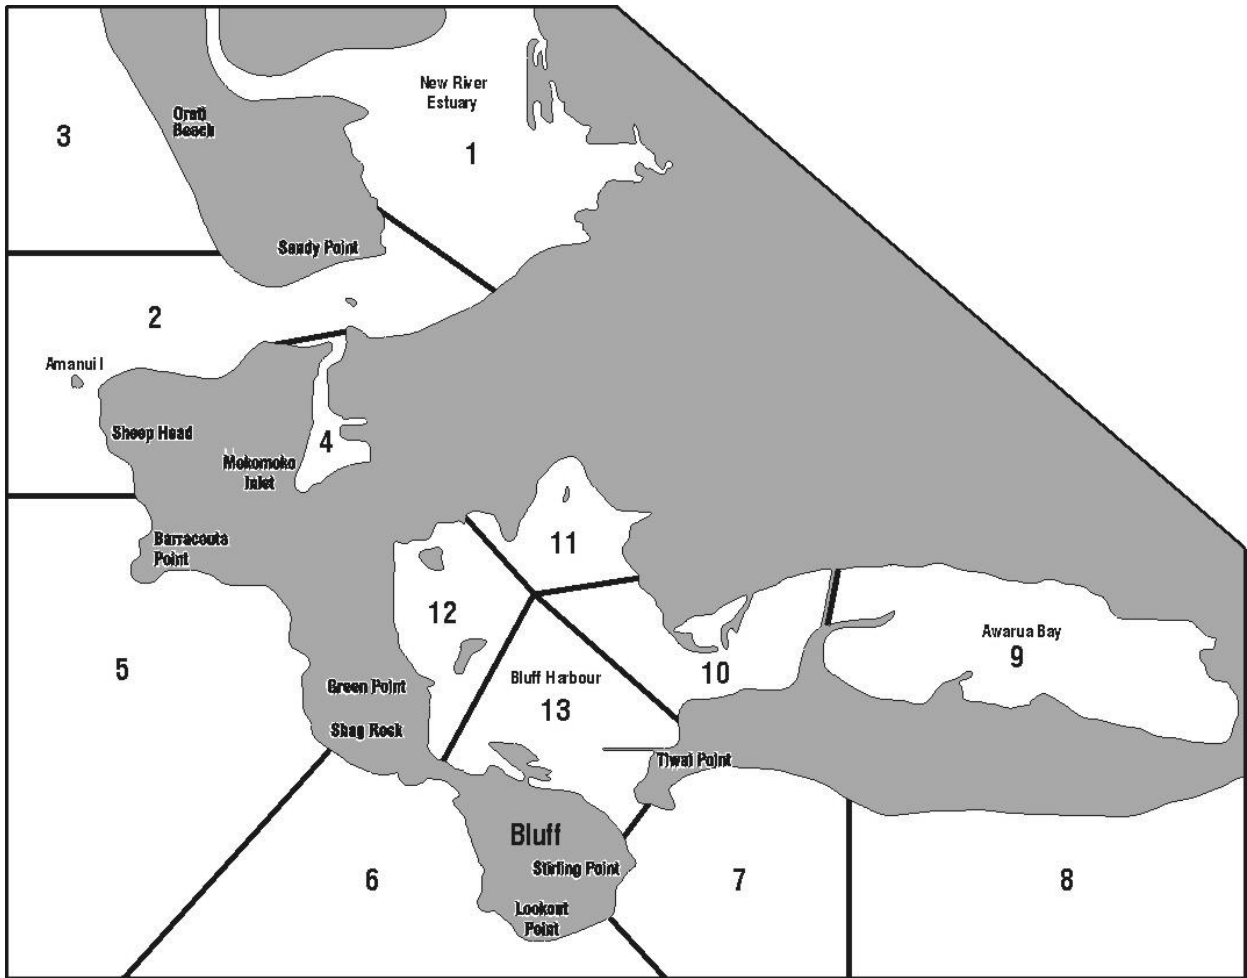 New River
Estuary
1
Oreti
Beach
3
Sandy Point
2
Amanui I
Sheep Head
4
Mokomoko
Inlet
Barracouta
Point
11
12
Awarua Bay
9
5
10
Green Point
Bluff Harbour
13
Shag Rock
Tiwai Point
Bluff
Stirling Point
6
7
8
Lookout
Point